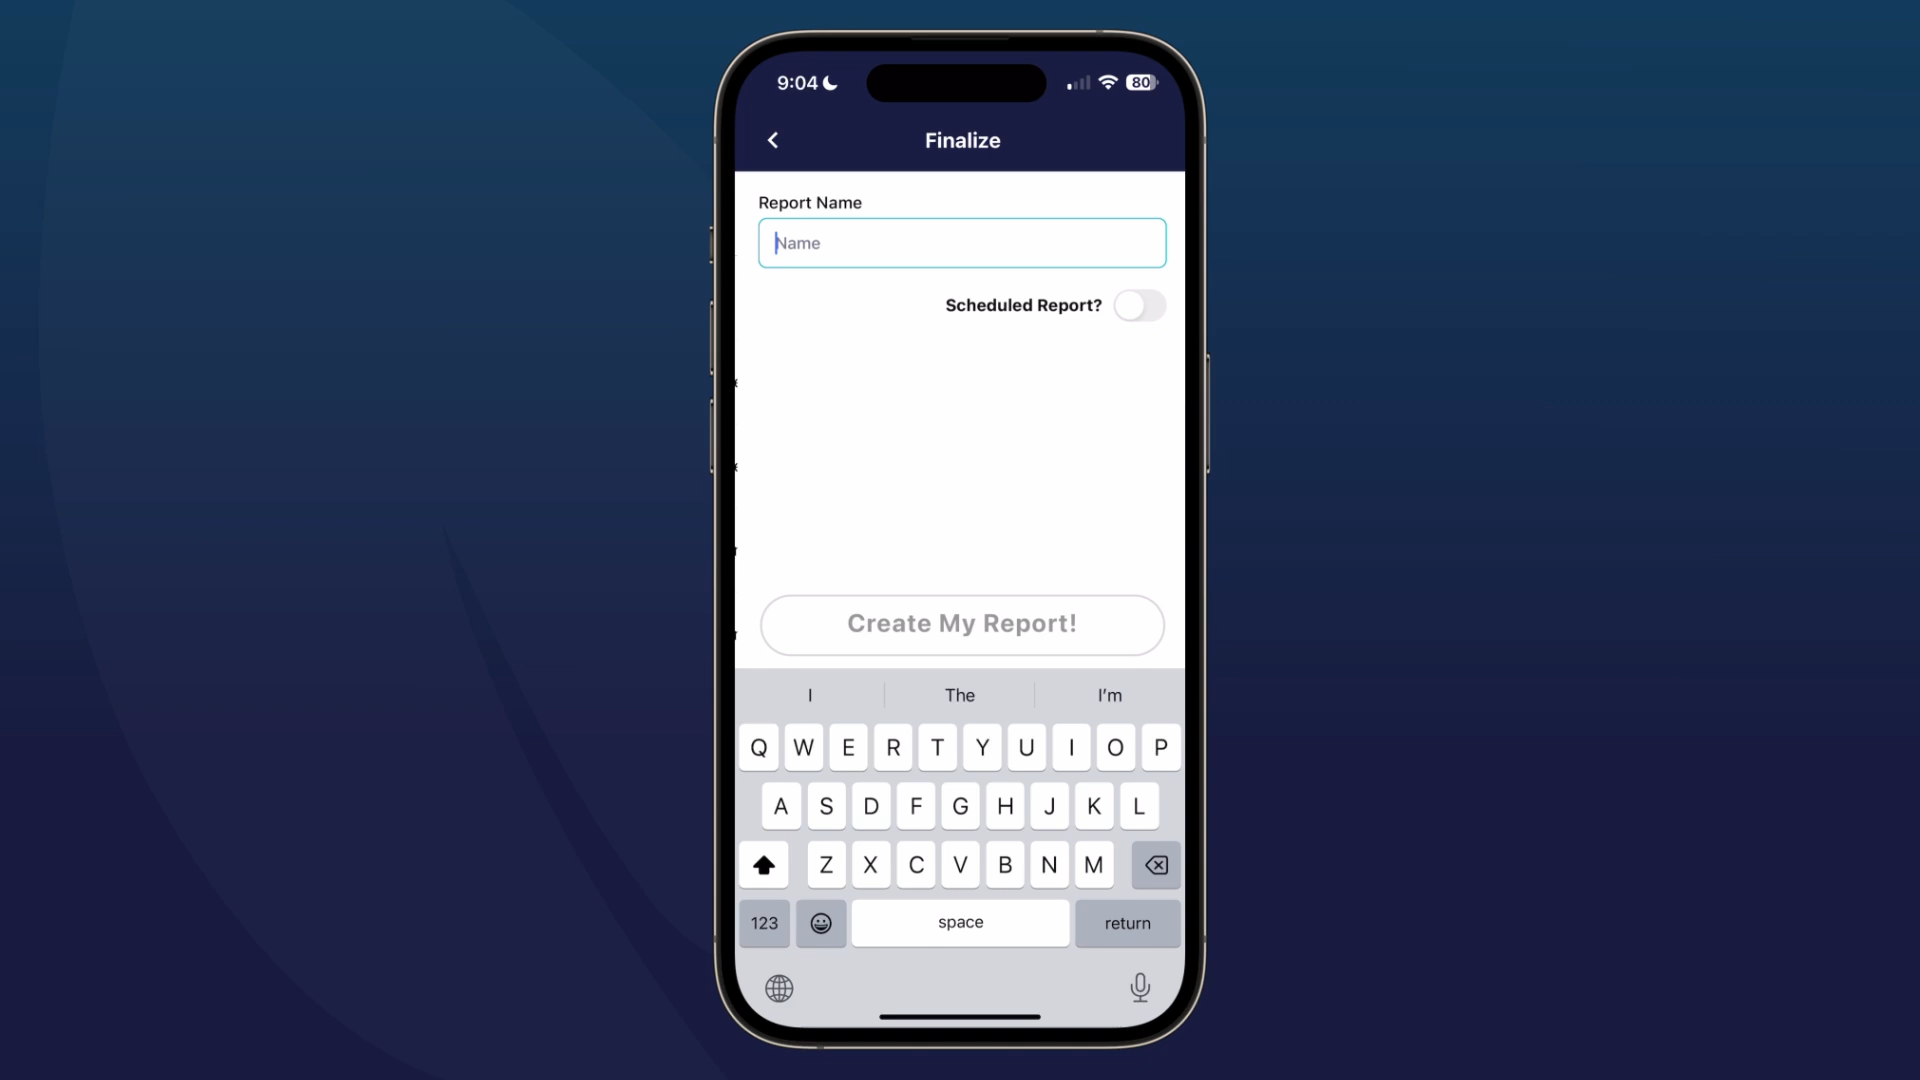 9:04
80
Finalize
Report Name
Name
Scheduled Report?
Create My Report!
I The I'm
Q W E R T Y U I O P
A S D F G H J K L
Z X C V B N M
123 space return